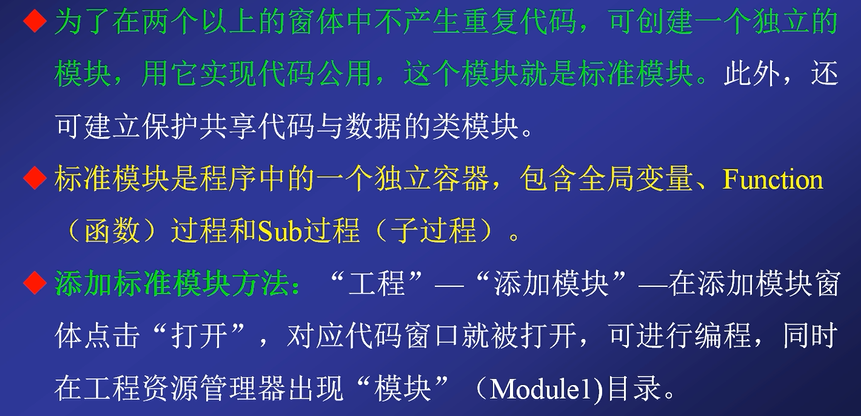 为了在两个以上的窗体中不产生重复代码，可创建一个独立的
模块，用它实现代码公用，这个模块就是标准模块。此外，还
可建立保护共享代码与数据的类模块。
标准模块是程序中的一个独立容器，包含全局变量、Function
（函数）过程和Sub过程（子过程）。
添加标准模块方法：“工程”—“添加模块”—在添加模块窗
体点击“打开”，对应代码窗口就被打开，可进行编程，同时
在工程资源管理器出现“模块”（Module1)目录。